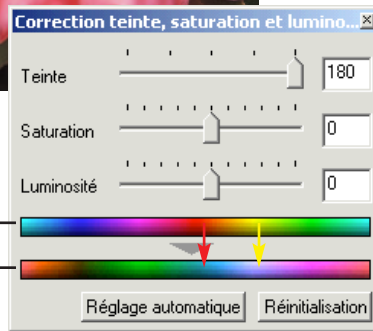 Correction teinte, saturation et lumino...
Teinte 180
Saturation 0
Luminosité 0
Réglage automatique Réinitialisation